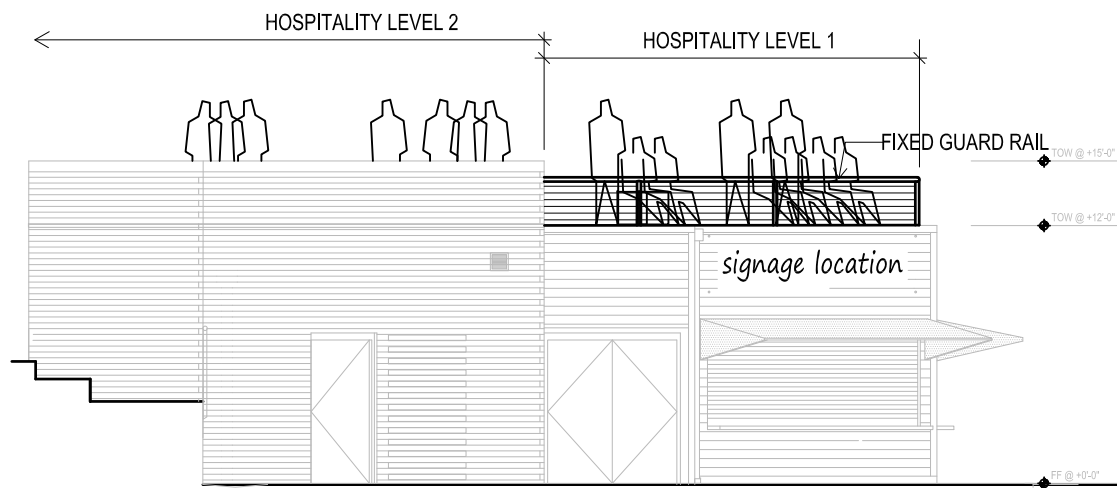 HOSPITALITY LEVEL 2
HOSPITALITY LEVEL 1
FIXED GUARD RAIL
TOW @ +15'-0"
TOW @ +12'-0"
signage location
FF @ +0'-0"